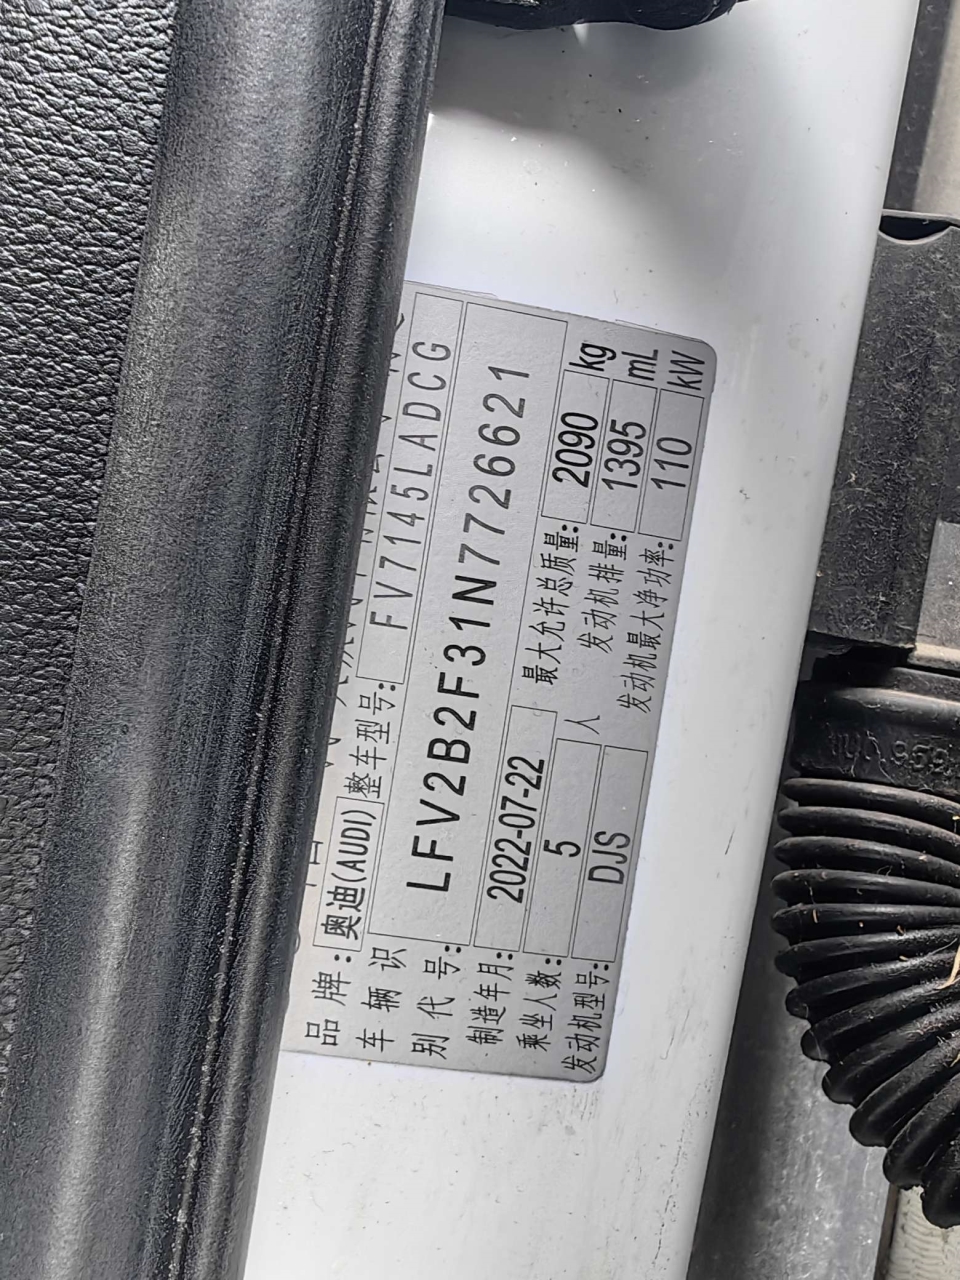 品牌:奥迪(AUDI) 整车型号:FV7145LADCG
车辆识别代号:LFV2B2F31N7726621
制造年月:2022-07-22 最大允许总质量:2090 kg
乘坐人数:5 人 发动机排量:1395 mL
发动机型号:DJS 发动机最大净功率:110 kW